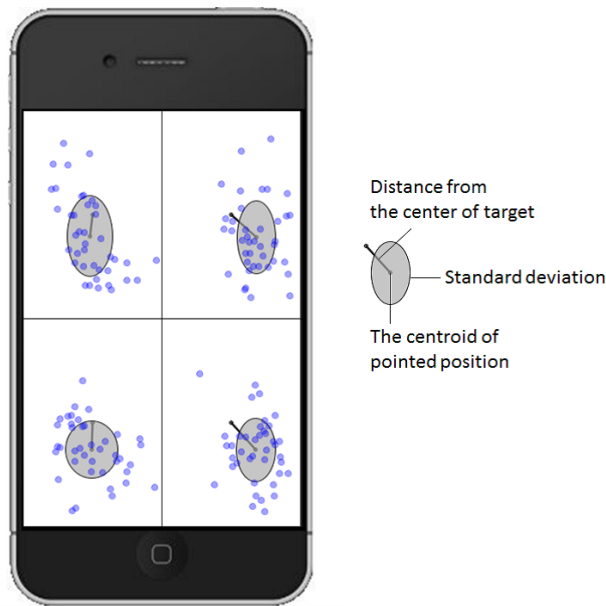 Distance from
the center of target
Standard deviation
The centroid of
pointed position